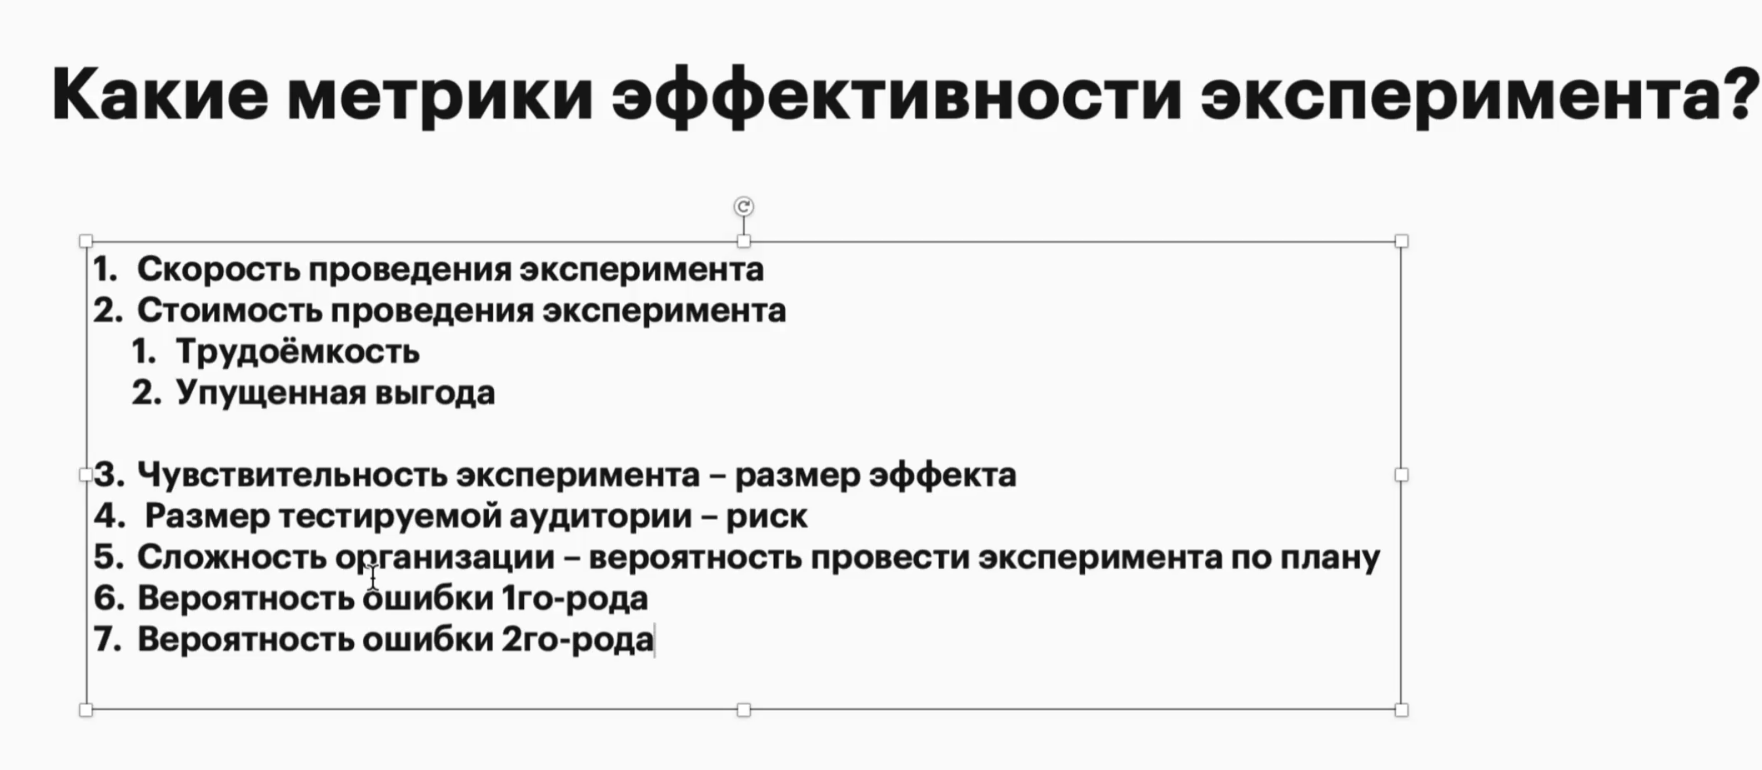 Какие метрики эффективности эксперимента?
1. Скорость проведения эксперимента
2. Стоимость проведения эксперимента
1. Трудоёмкость
2. Упущенная выгода
3. Чувствительность эксперимента – размер эффекта
4. Размер тестируемой аудитории – риск
5. Сложность организации – вероятность провести эксперимента по плану
6. Вероятность ошибки 1го-рода
7. Вероятность ошибки 2го-рода